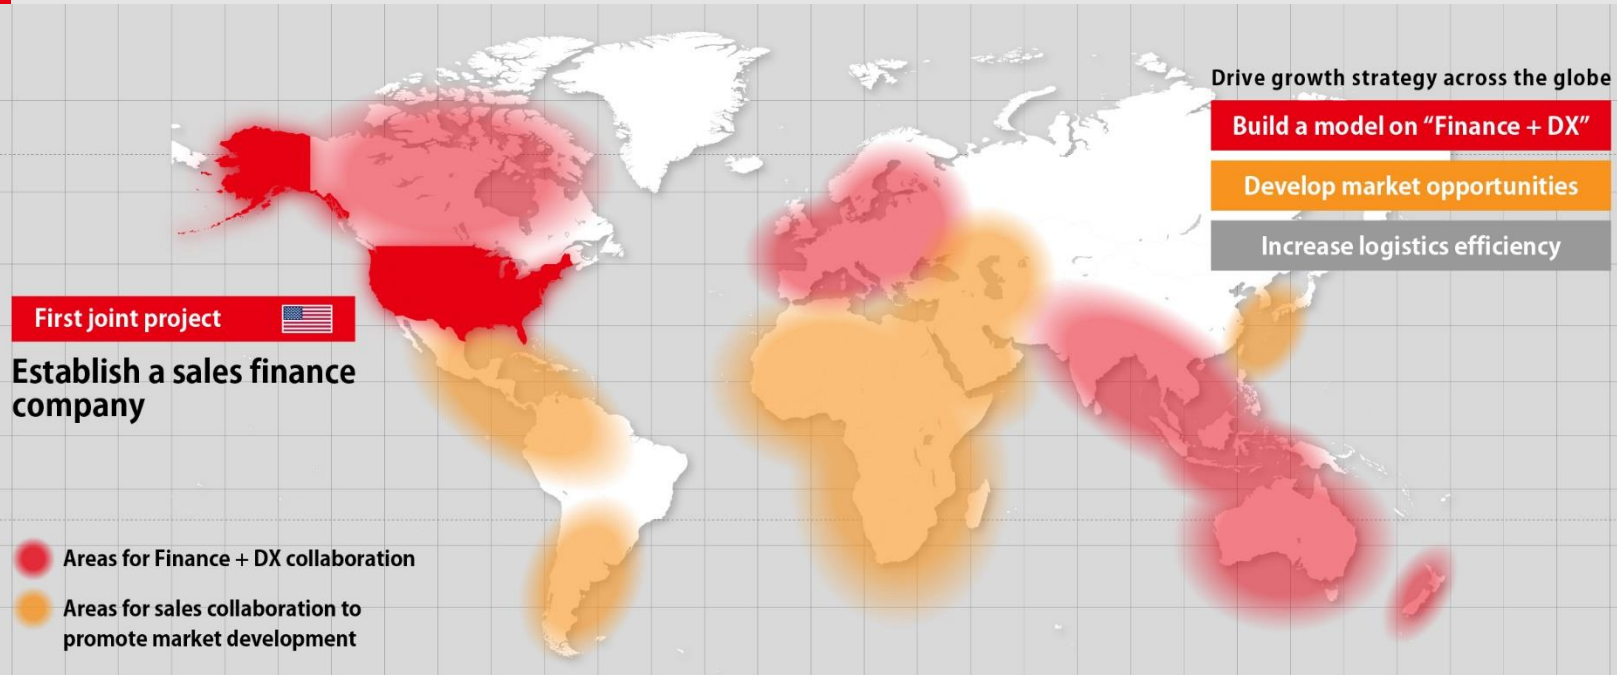 Drive growth strategy across the globe
Build a model on “Finance + DX”
Develop market opportunities
Increase logistics efficiency
First joint project
Establish a sales finance
company
Areas for Finance + DX collaboration
Areas for sales collaboration to
promote market development